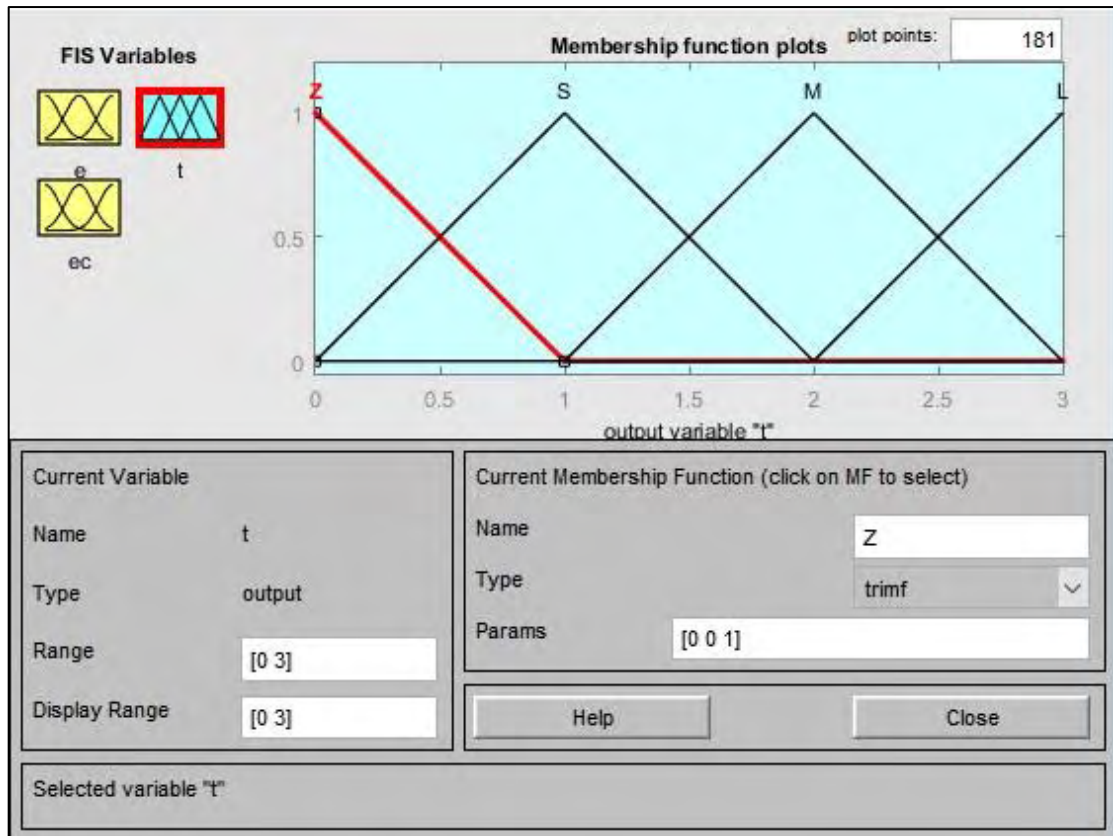 FIS Variables
e
t
ec
Membership function plots
plot points:
181
Z
S
M
L
1
0.5
0
0
0.5
1
1.5
2
2.5
3
output variable "t"
Current Variable
Name
t
Type
output
Range
[0 3]
Display Range
[0 3]
Current Membership Function (click on MF to select)
Name
Z
Type
trimf
Params
[0 0 1]
Help
Close
Selected variable "t"